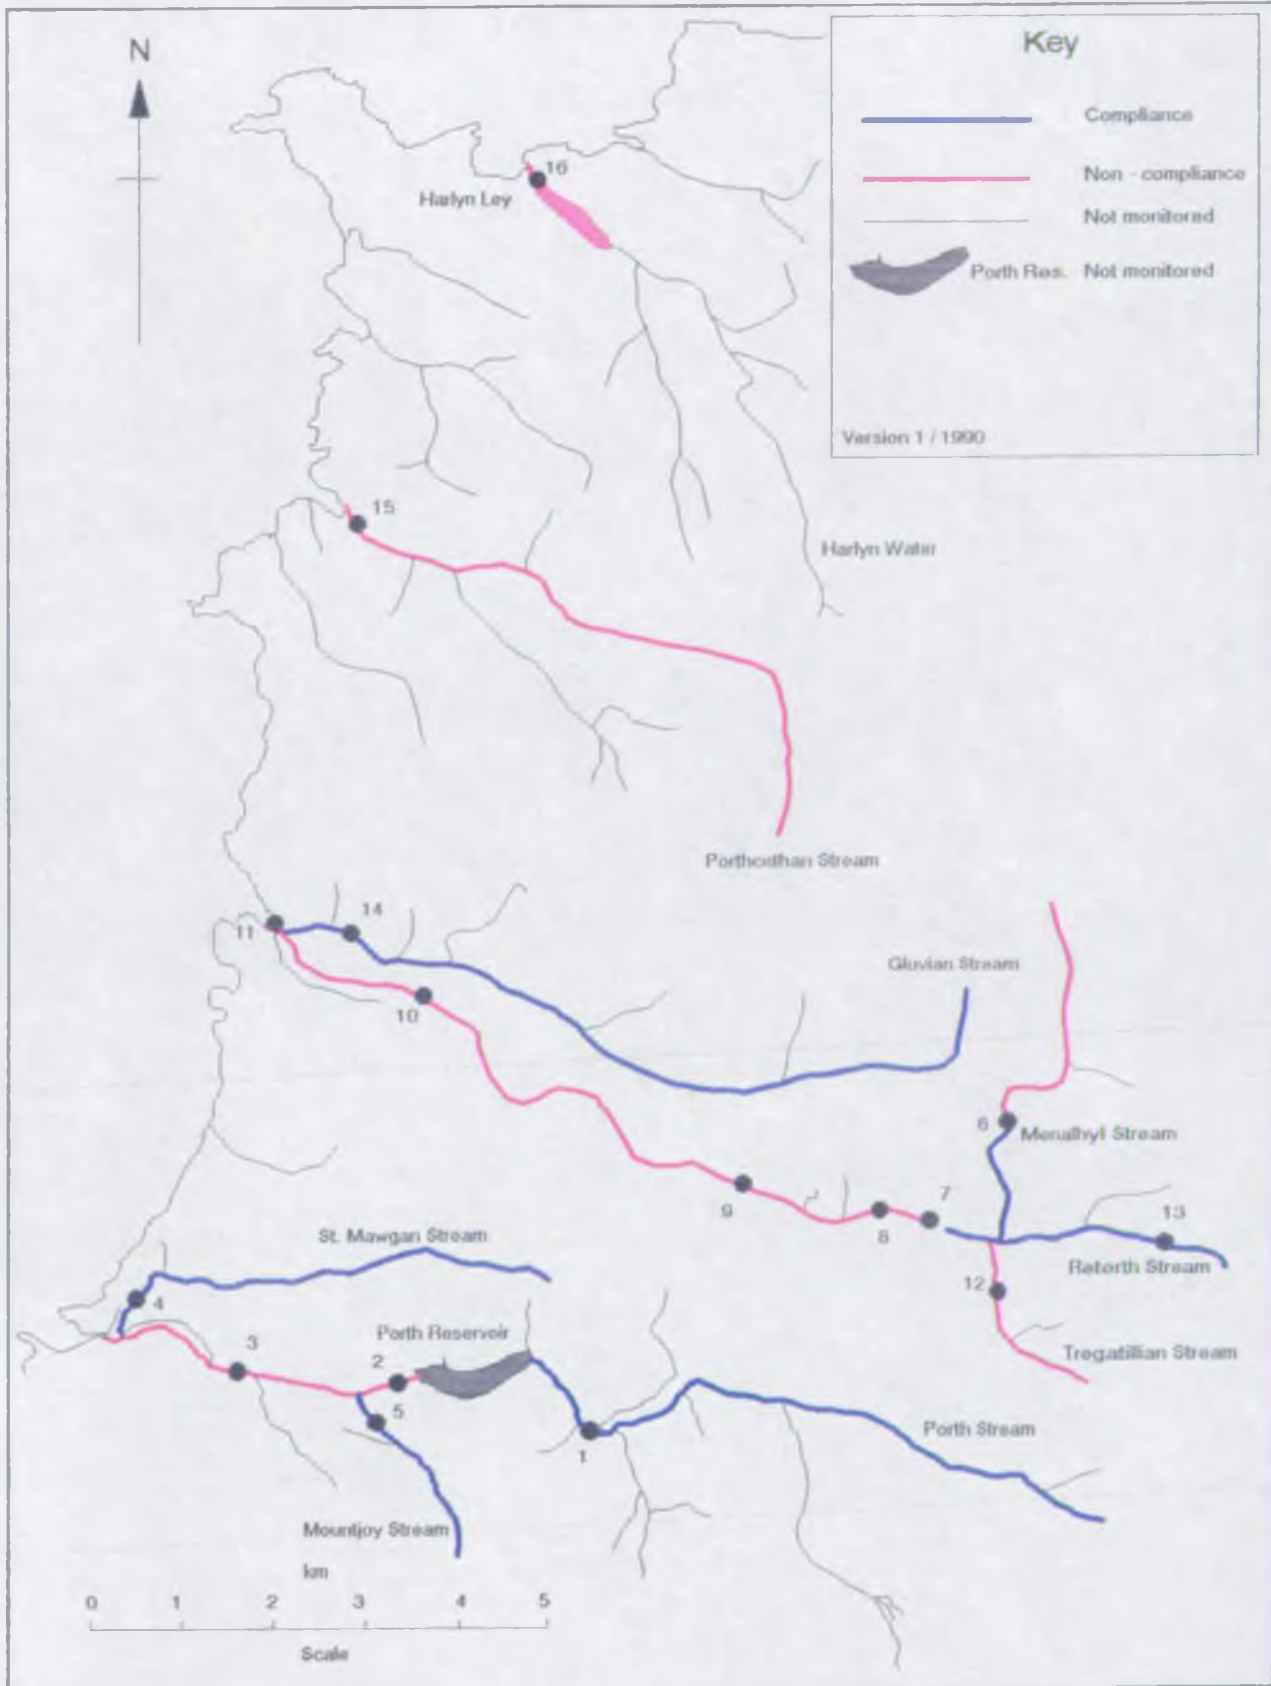 N
Key
Compliance
Non - compliance
Not monitored
Porth Res. Not monitored
Version 1 / 1990
16
Harlyn Ley
15
Harlyn Water
Porthcothan Stream
14
11
10
Gluvian Stream
6
Menalhyl Stream
9
8
7
13
Reterth Stream
12
Tregatillian Stream
St. Mawgan Stream
4
3
Porth Reservoir
2
5
1
Porth Stream
Mountjoy Stream
km
0 1 2 3 4 5
Scale